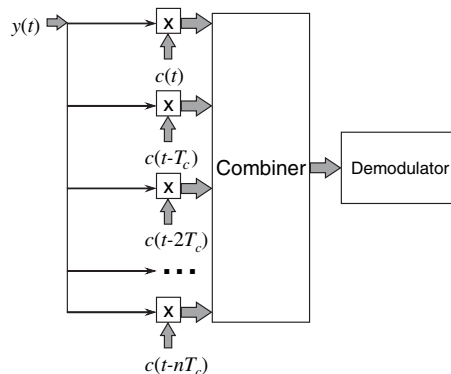 y(t)
x
c(t)
x
c(t-T_c)
Combiner
Demodulator
x
c(t-2T_c)
...
x
c(t-nT_c)